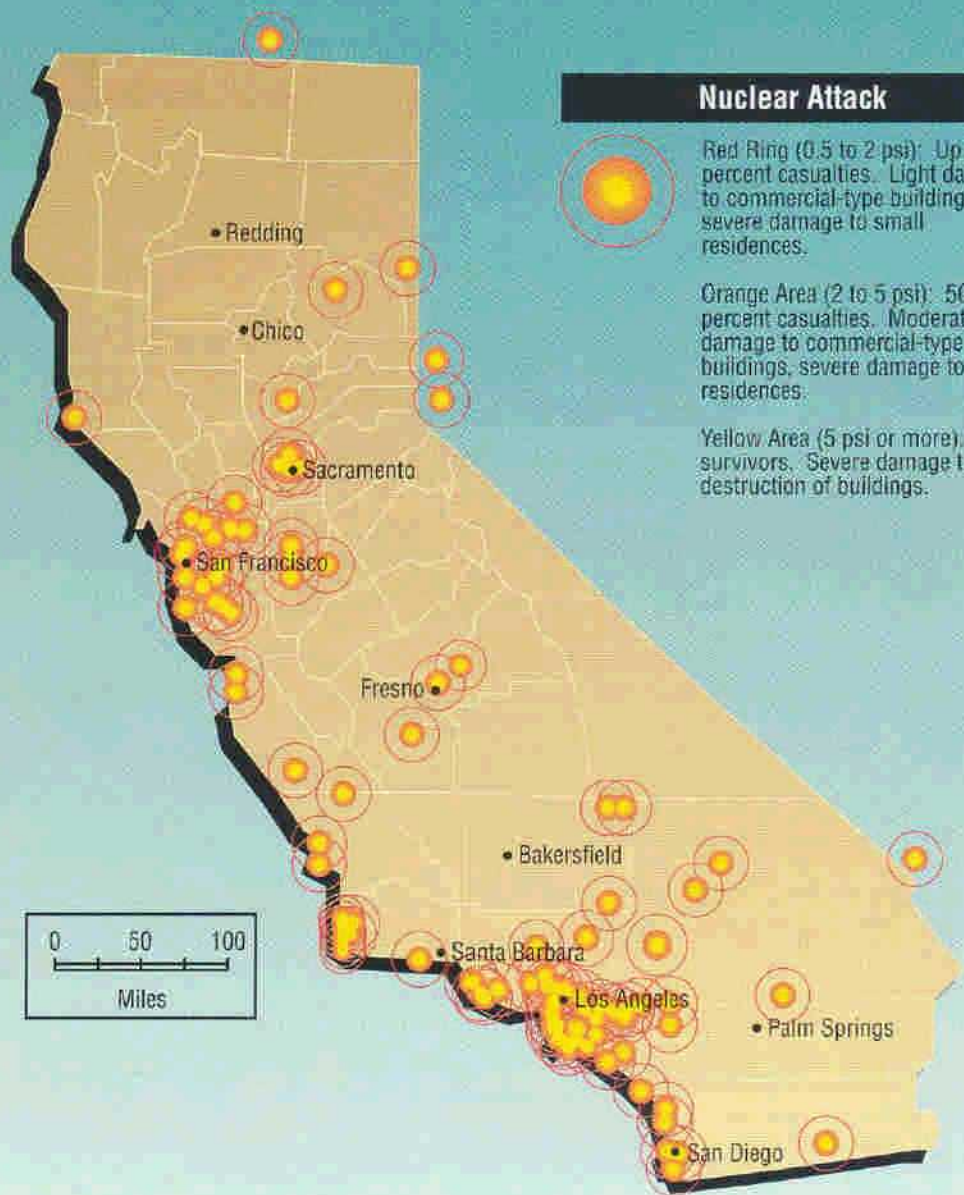 Nuclear Attack
Red Ring (0.5 to 2 psi): Up
percent casualties. Light da
to commercial-type building
severe damage to small
residences.
Orange Area (2 to 5 psi): 50
percent casualties. Moderat
damage to commercial-type
buildings, severe damage to
residences.
Yellow Area (5 psi or more).
survivors. Severe damage t
destruction of buildings.
Redding
Chico
Sacramento
San Francisco
Fresno
Bakersfield
Santa Barbara
Los Angeles
Palm Springs
San Diego
0 50 100
Miles